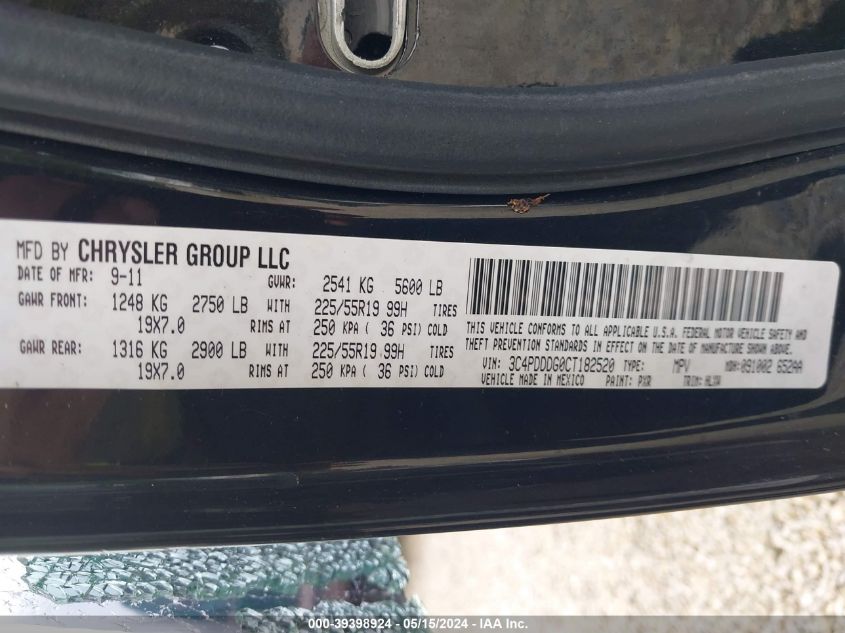 MFD BY CHRYSLER GROUP LLC
DATE OF MFR: 9-11 GVWR: 2541 KG 5600 LB
GAWR FRONT: 1248 KG 2750 LB WITH 225/55R19 99H TIRES
19X7.0 RIMS AT 250 KPA ( 36 PSI) COLD
GAWR REAR: 1316 KG 2900 LB WITH 225/55R19 99H TIRES
19X7.0 RIMS AT 250 KPA ( 36 PSI) COLD
THIS VEHICLE CONFORMS TO ALL APPLICABLE U.S.A. FEDERAL MOTOR VEHICLE SAFETY AND
THEFT PREVENTION STANDARDS IN EFFECT ON THE DATE OF MANUFACTURE SHOWN ABOVE.
VIN: 3C4PDDDG0CT182520 TYPE: MPV MDH: 091002 652AA
VEHICLE MADE IN MEXICO PAINT: PXR TRIM:
000-39398924 - 05/15/2024 - IAA Inc.